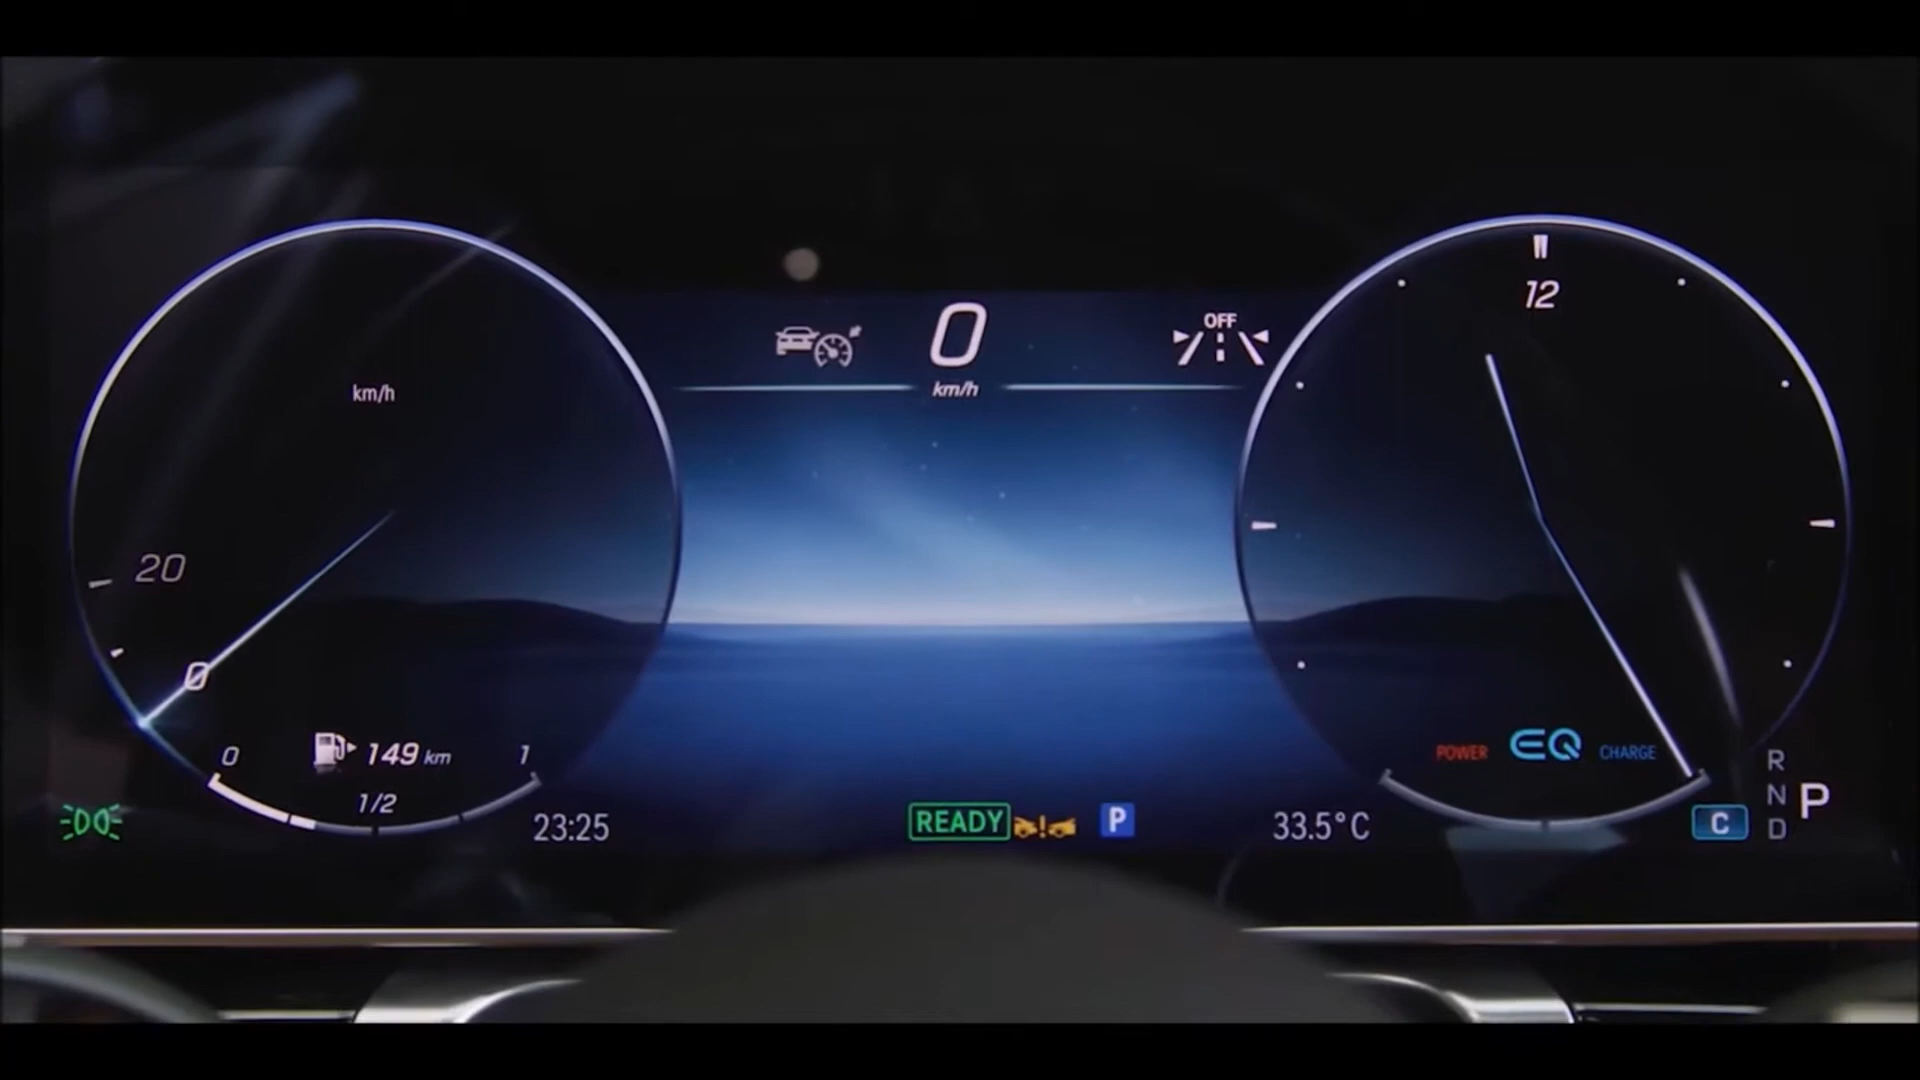 OFF
0
km/h
12
km/h
20
0
0
149 km
1
1/2
POWER
EQ
CHARGE
R
N
D
P
23:25
READY
P
33.5°C
C